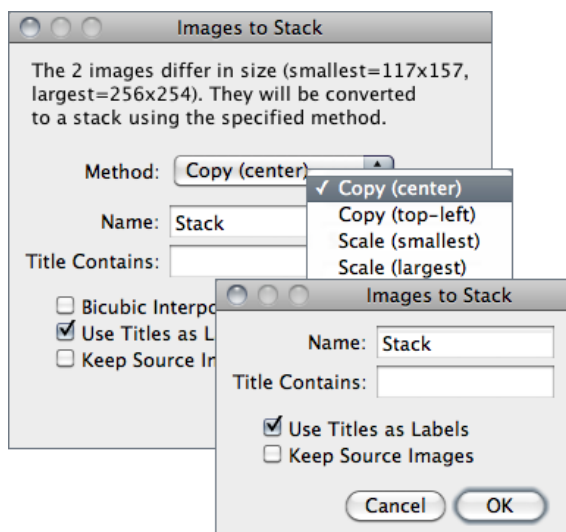 Images to Stack
The 2 images differ in size (smallest=117x157,
largest=256x254). They will be converted
to a stack using the specified method.
Method: Copy (center)
✓ Copy (center)
Copy (top-left)
Scale (smallest)
Scale (largest)
Name: Stack
Title Contains:
Bicubic
Use Titles as
Keep Source
Images to Stack
Name: Stack
Title Contains:
Use Titles as Labels
Keep Source Images
Cancel OK